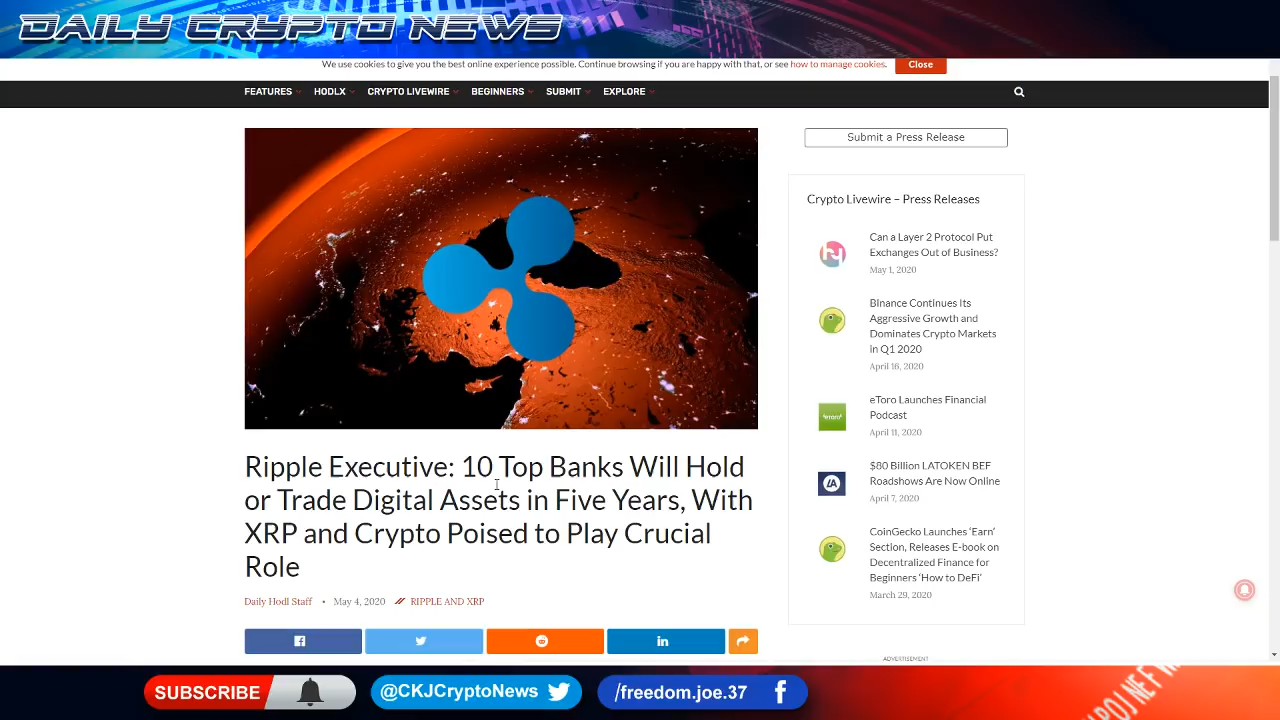 DAILY CRYPTO NEWS
We use cookies to give you the best online experience possible. Continue browsing if you are happy with that, or see how to manage cookies.
Close
FEATURES
HODLX
CRYPTO LIVEWIRE
BEGINNERS
SUBMIT
EXPLORE
Ripple Executive: 10 Top Banks Will Hold
or Trade Digital Assets in Five Years, With
XRP and Crypto Poised to Play Crucial
Role
Daily Hodl Staff • May 4, 2020 // RIPPLE AND XRP
Submit a Press Release
Crypto Livewire – Press Releases
Can a Layer 2 Protocol Put
Exchanges Out of Business?
May 1, 2020
Binance Continues Its
Aggressive Growth and
Dominates Crypto Markets
in Q1 2020
April 16, 2020
eToro Launches Financial
Podcast
April 11, 2020
$80 Billion LATOKEN BEF
Roadshows Are Now Online
April 7, 2020
CoinGecko Launches ‘Earn’
Section, Releases E-book on
Decentralized Finance for
Beginners ‘How to DeFi’
March 29, 2020
ADVERTISEMENT
SUBSCRIBE
@CKJCryptoNews
/freedom.joe.37